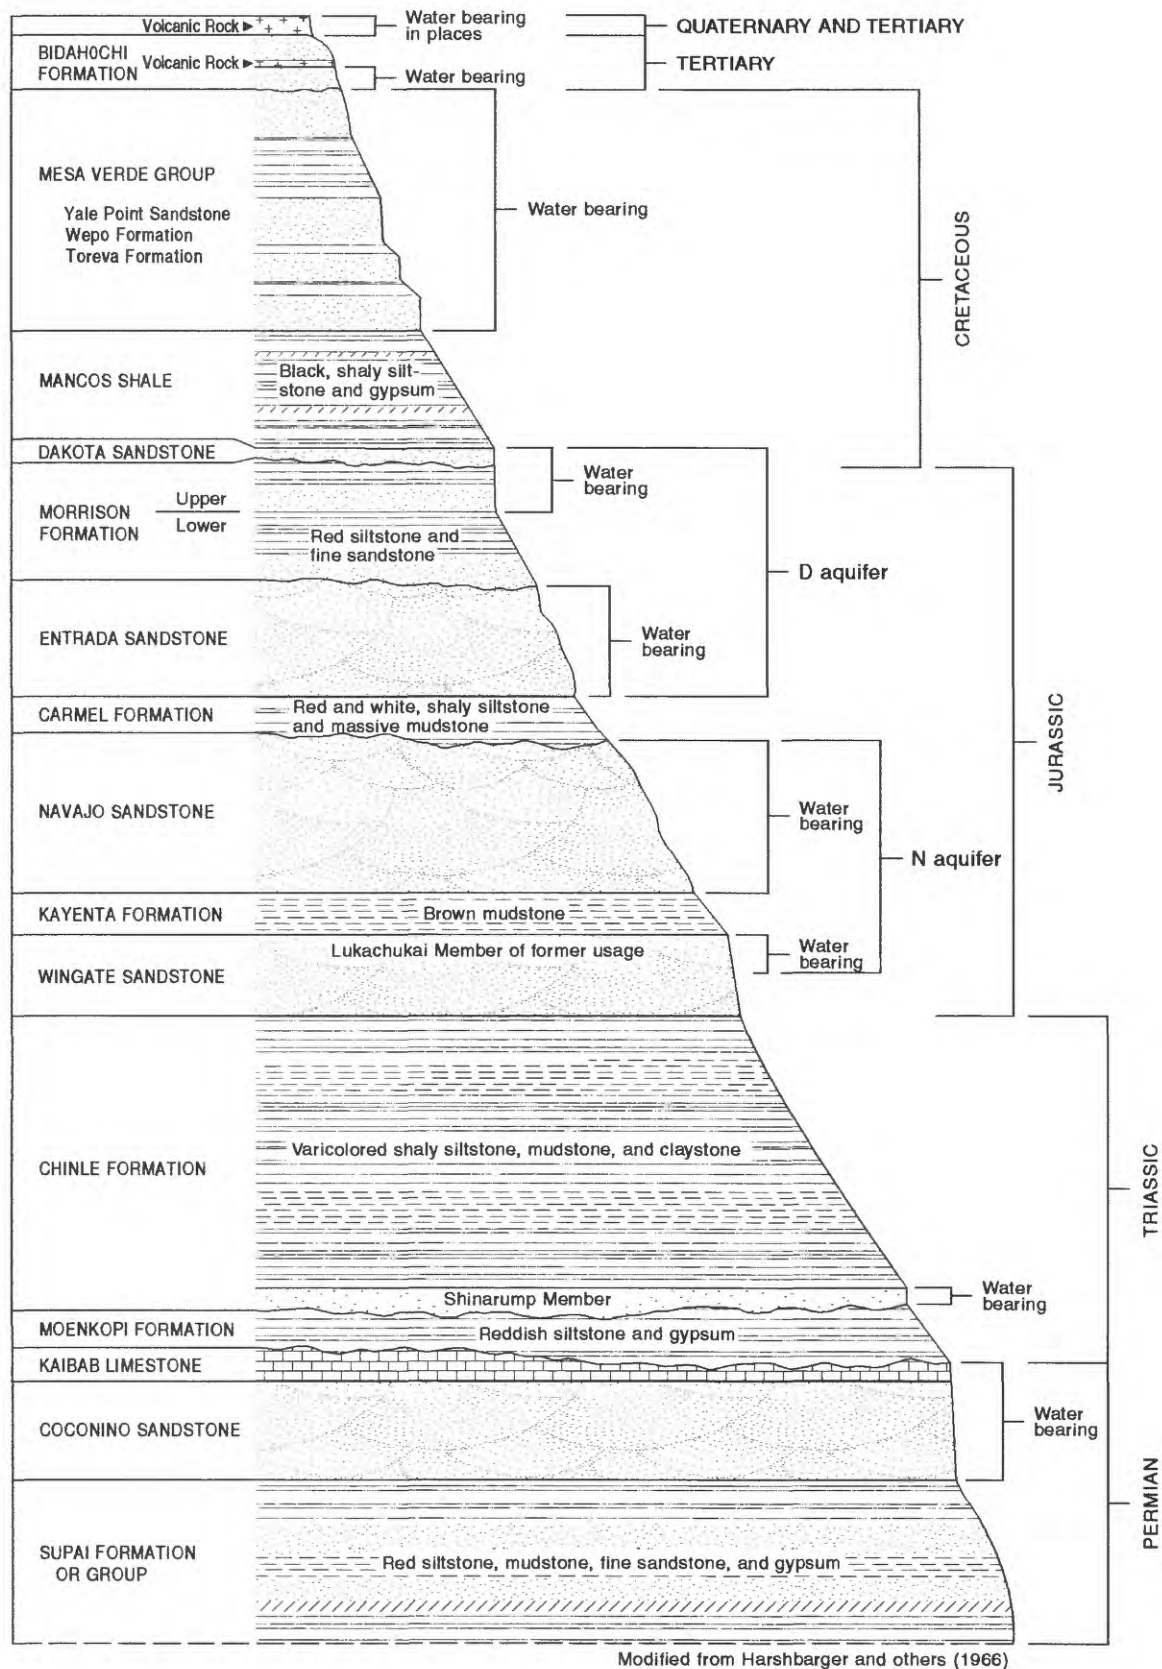 Volcanic Rock
Water bearing
in places
QUATERNARY AND TERTIARY
BIDAHOCHI
FORMATION
Volcanic Rock
Water bearing
TERTIARY
MESA VERDE GROUP
Yale Point Sandstone
Wepo Formation
Toreva Formation
Water bearing
CRETACEOUS
MANCOS SHALE
Black, shaly silt-
stone and gypsum
DAKOTA SANDSTONE
Water
bearing
MORRISON
FORMATION
Upper
Lower
Red siltstone and
fine sandstone
D aquifer
ENTRADA SANDSTONE
Water
bearing
CARMEL FORMATION
Red and white, shaly siltstone
and massive mudstone
JURASSIC
NAVAJO SANDSTONE
Water
bearing
N aquifer
KAYENTA FORMATION
Brown mudstone
WINGATE SANDSTONE
Lukachukai Member of former usage
Water
bearing
CHINLE FORMATION
Varicolored shaly siltstone, mudstone, and claystone
TRIASSIC
Shinarump Member
Water
bearing
MOENKOPI FORMATION
Reddish siltstone and gypsum
KAIBAB LIMESTONE
COCONINO SANDSTONE
Water
bearing
PERMIAN
SUPAI FORMATION
OR GROUP
Red siltstone, mudstone, fine sandstone, and gypsum
Modified from Harshbarger and others (1966)